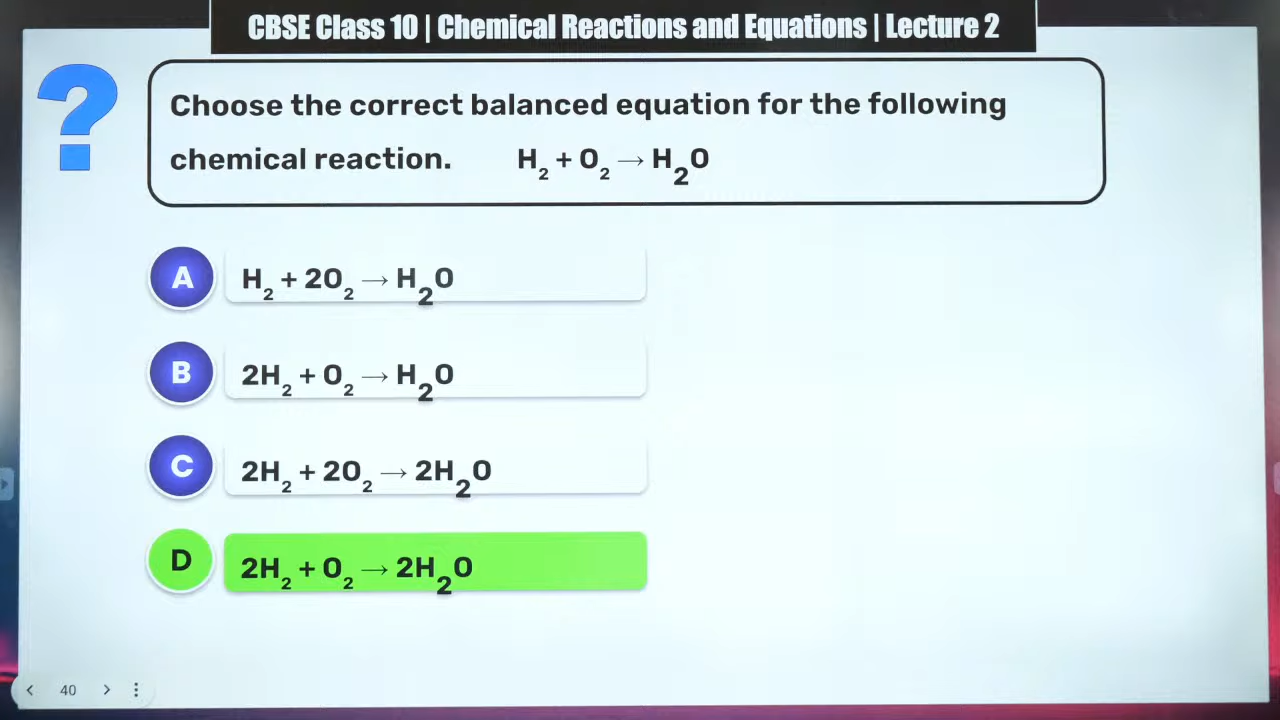 CBSE Class 10 | Chemical Reactions and Equations | Lecture 2
?
Choose the correct balanced equation for the following
chemical reaction. H₂ + O₂ → H₂O
A H₂ + 2O₂ → H₂O
B 2H₂ + O₂ → H₂O
C 2H₂ + 2O₂ → 2H₂O
D 2H₂ + O₂ → 2H₂O
40